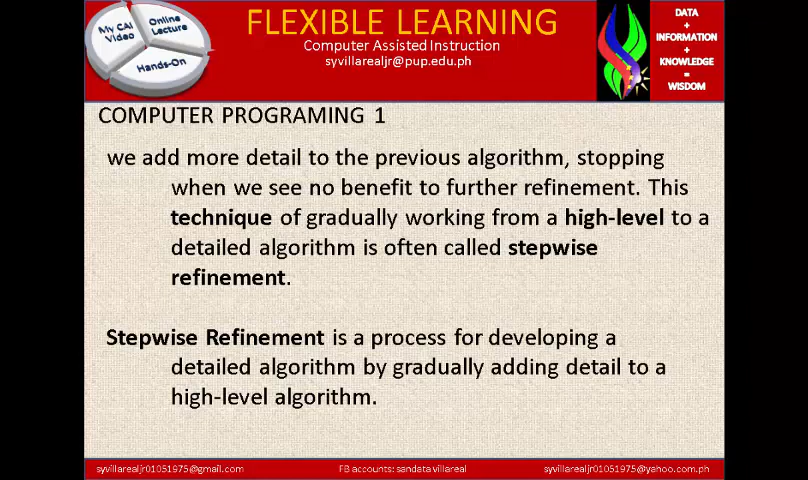 My CAI
Video
Online
Lecture
Hands-On
FLEXIBLE LEARNING
Computer Assisted Instruction
syvillarealjr@pup.edu.ph
DATA
+
INFORMATION
+
KNOWLEDGE
=
WISDOM
COMPUTER PROGRAMING 1
we add more detail to the previous algorithm, stopping
when we see no benefit to further refinement. This
technique of gradually working from a high-level to a
detailed algorithm is often called stepwise
refinement.
Stepwise Refinement is a process for developing a
detailed algorithm by gradually adding detail to a
high-level algorithm.
syvillarealjr01051975@gmail.com
FB accounts: sandata villareal
syvillarealjr01051975@yahoo.com.ph